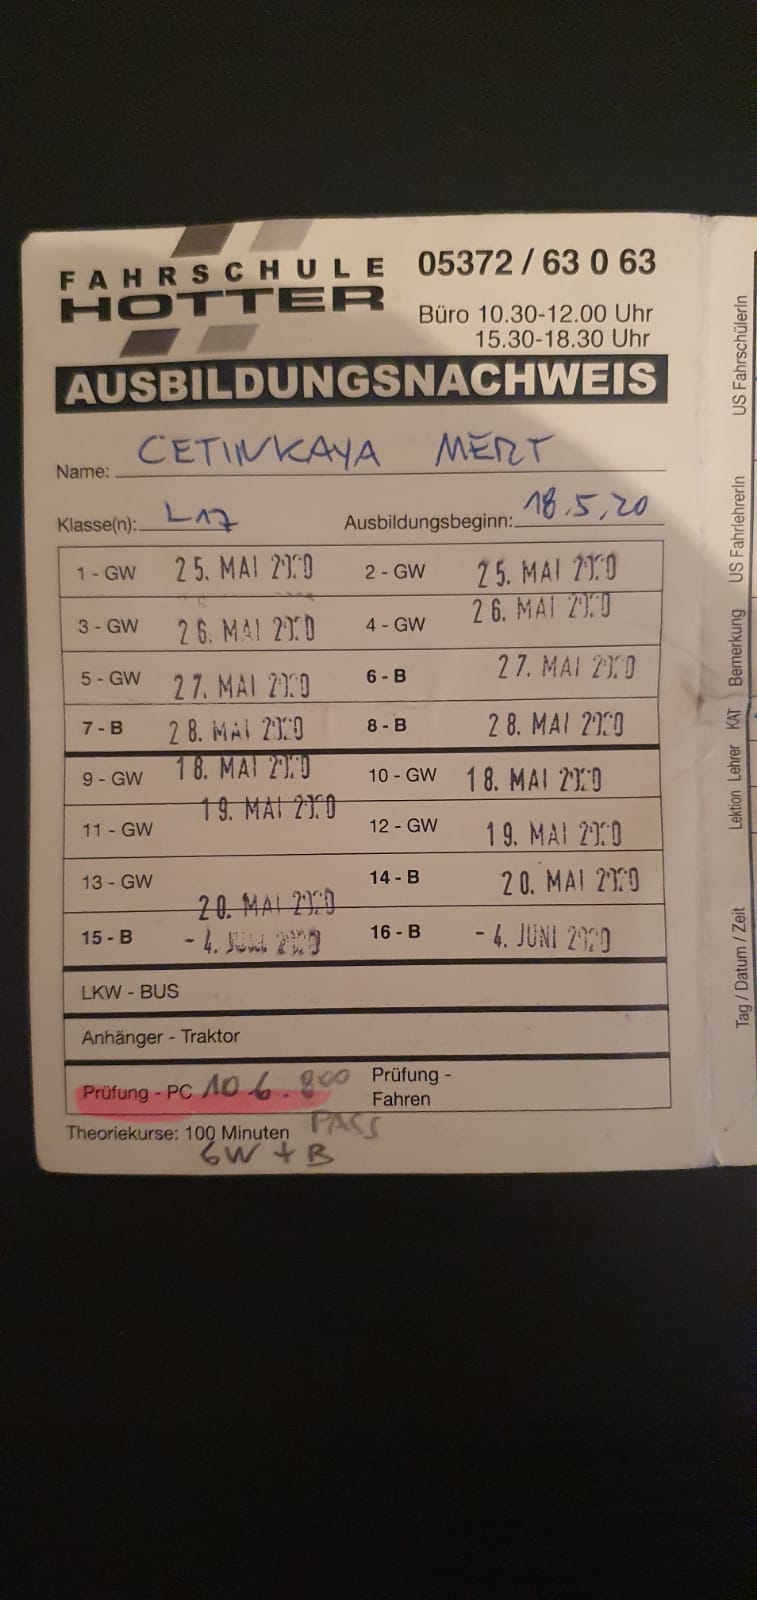 FAHRSCHULE 05372 / 63 0 63
HOTTER
Büro 10.30-12.00 Uhr
15.30-18.30 Uhr
AUSBILDUNGSNACHWEIS
Name: CETINKAYA MERT
Klasse(n): L17 Ausbildungsbeginn: 18.5.20
1 - GW 25. MAI 2020 2 - GW 25. MAI 2020
3 - GW 26. MAI 2020 4 - GW 26. MAI 2020
5 - GW 27. MAI 2020 6 - B 27. MAI 2020
7 - B 28. MAI 2020 8 - B 28. MAI 2020
9 - GW 18. MAI 2020 10 - GW 18. MAI 2020
11 - GW 19. MAI 2020 12 - GW 19. MAI 2020
13 - GW 20. MAI 2020 14 - B 20. MAI 2020
15 - B - 4. JUNI 2020 16 - B - 4. JUNI 2020
LKW - BUS
Anhänger - Traktor
Prüfung - PC 10 6. 800 Prüfung -
Fahren
Theoriekurse: 100 Minuten PASS
GW + B
Tag / Datum / Zeit Lektion Lehrer KAT Bemerkung US FahrlehrerIn US FahrschülerIn